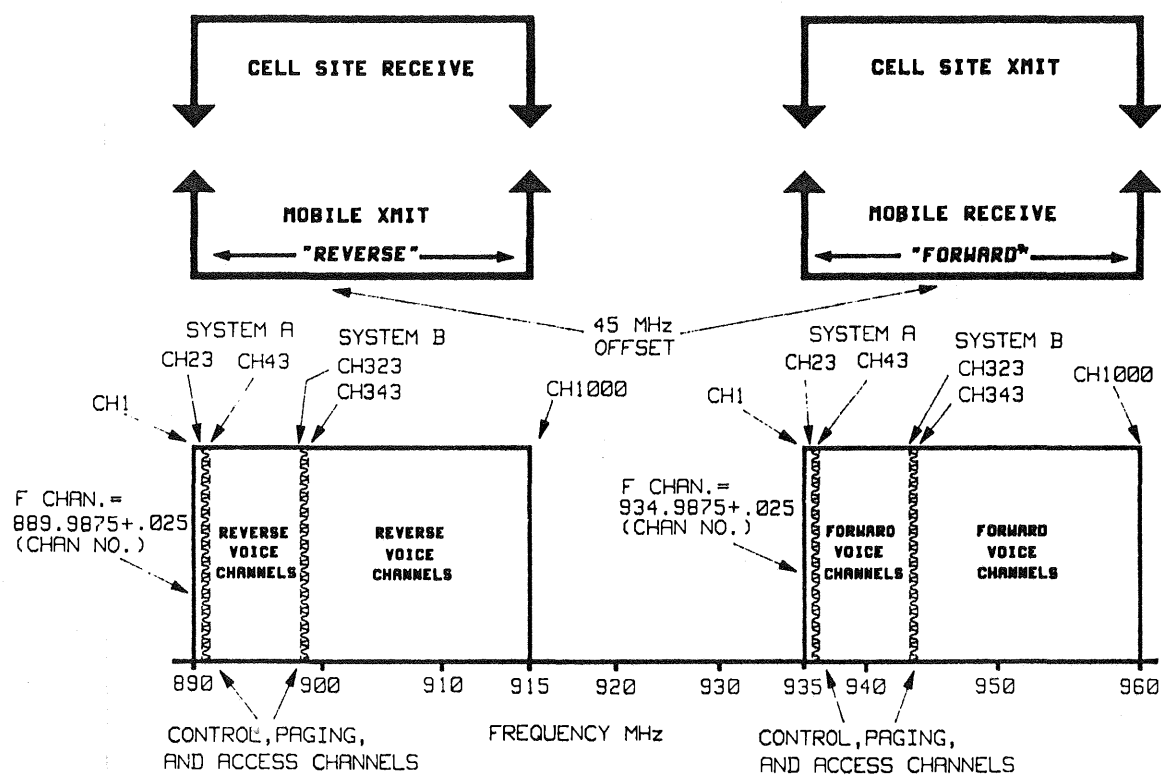 CELL SITE RECEIVE
CELL SITE XMIT
MOBILE XMIT
"REVERSE"
MOBILE RECEIVE
"FORWARD"
45 MHz
OFFSET
SYSTEM A
CH23 CH43
SYSTEM B
CH323
CH343
CH1
CH1000
SYSTEM A
CH23 CH43
SYSTEM B
CH323
CH343
CH1
CH1000
F CHAN.=
889.9875+.025
(CHAN NO.)
REVERSE
VOICE
CHANNELS
REVERSE
VOICE
CHANNELS
F CHAN.=
934.9875+.025
(CHAN NO.)
FORWARD
VOICE
CHANNELS
FORWARD
VOICE
CHANNELS
890 900 910 915 920 930 935 940 950 960
CONTROL,PAGING,
AND ACCESS CHANNELS
FREQUENCY MHz
CONTROL,PAGING,
AND ACCESS CHANNELS